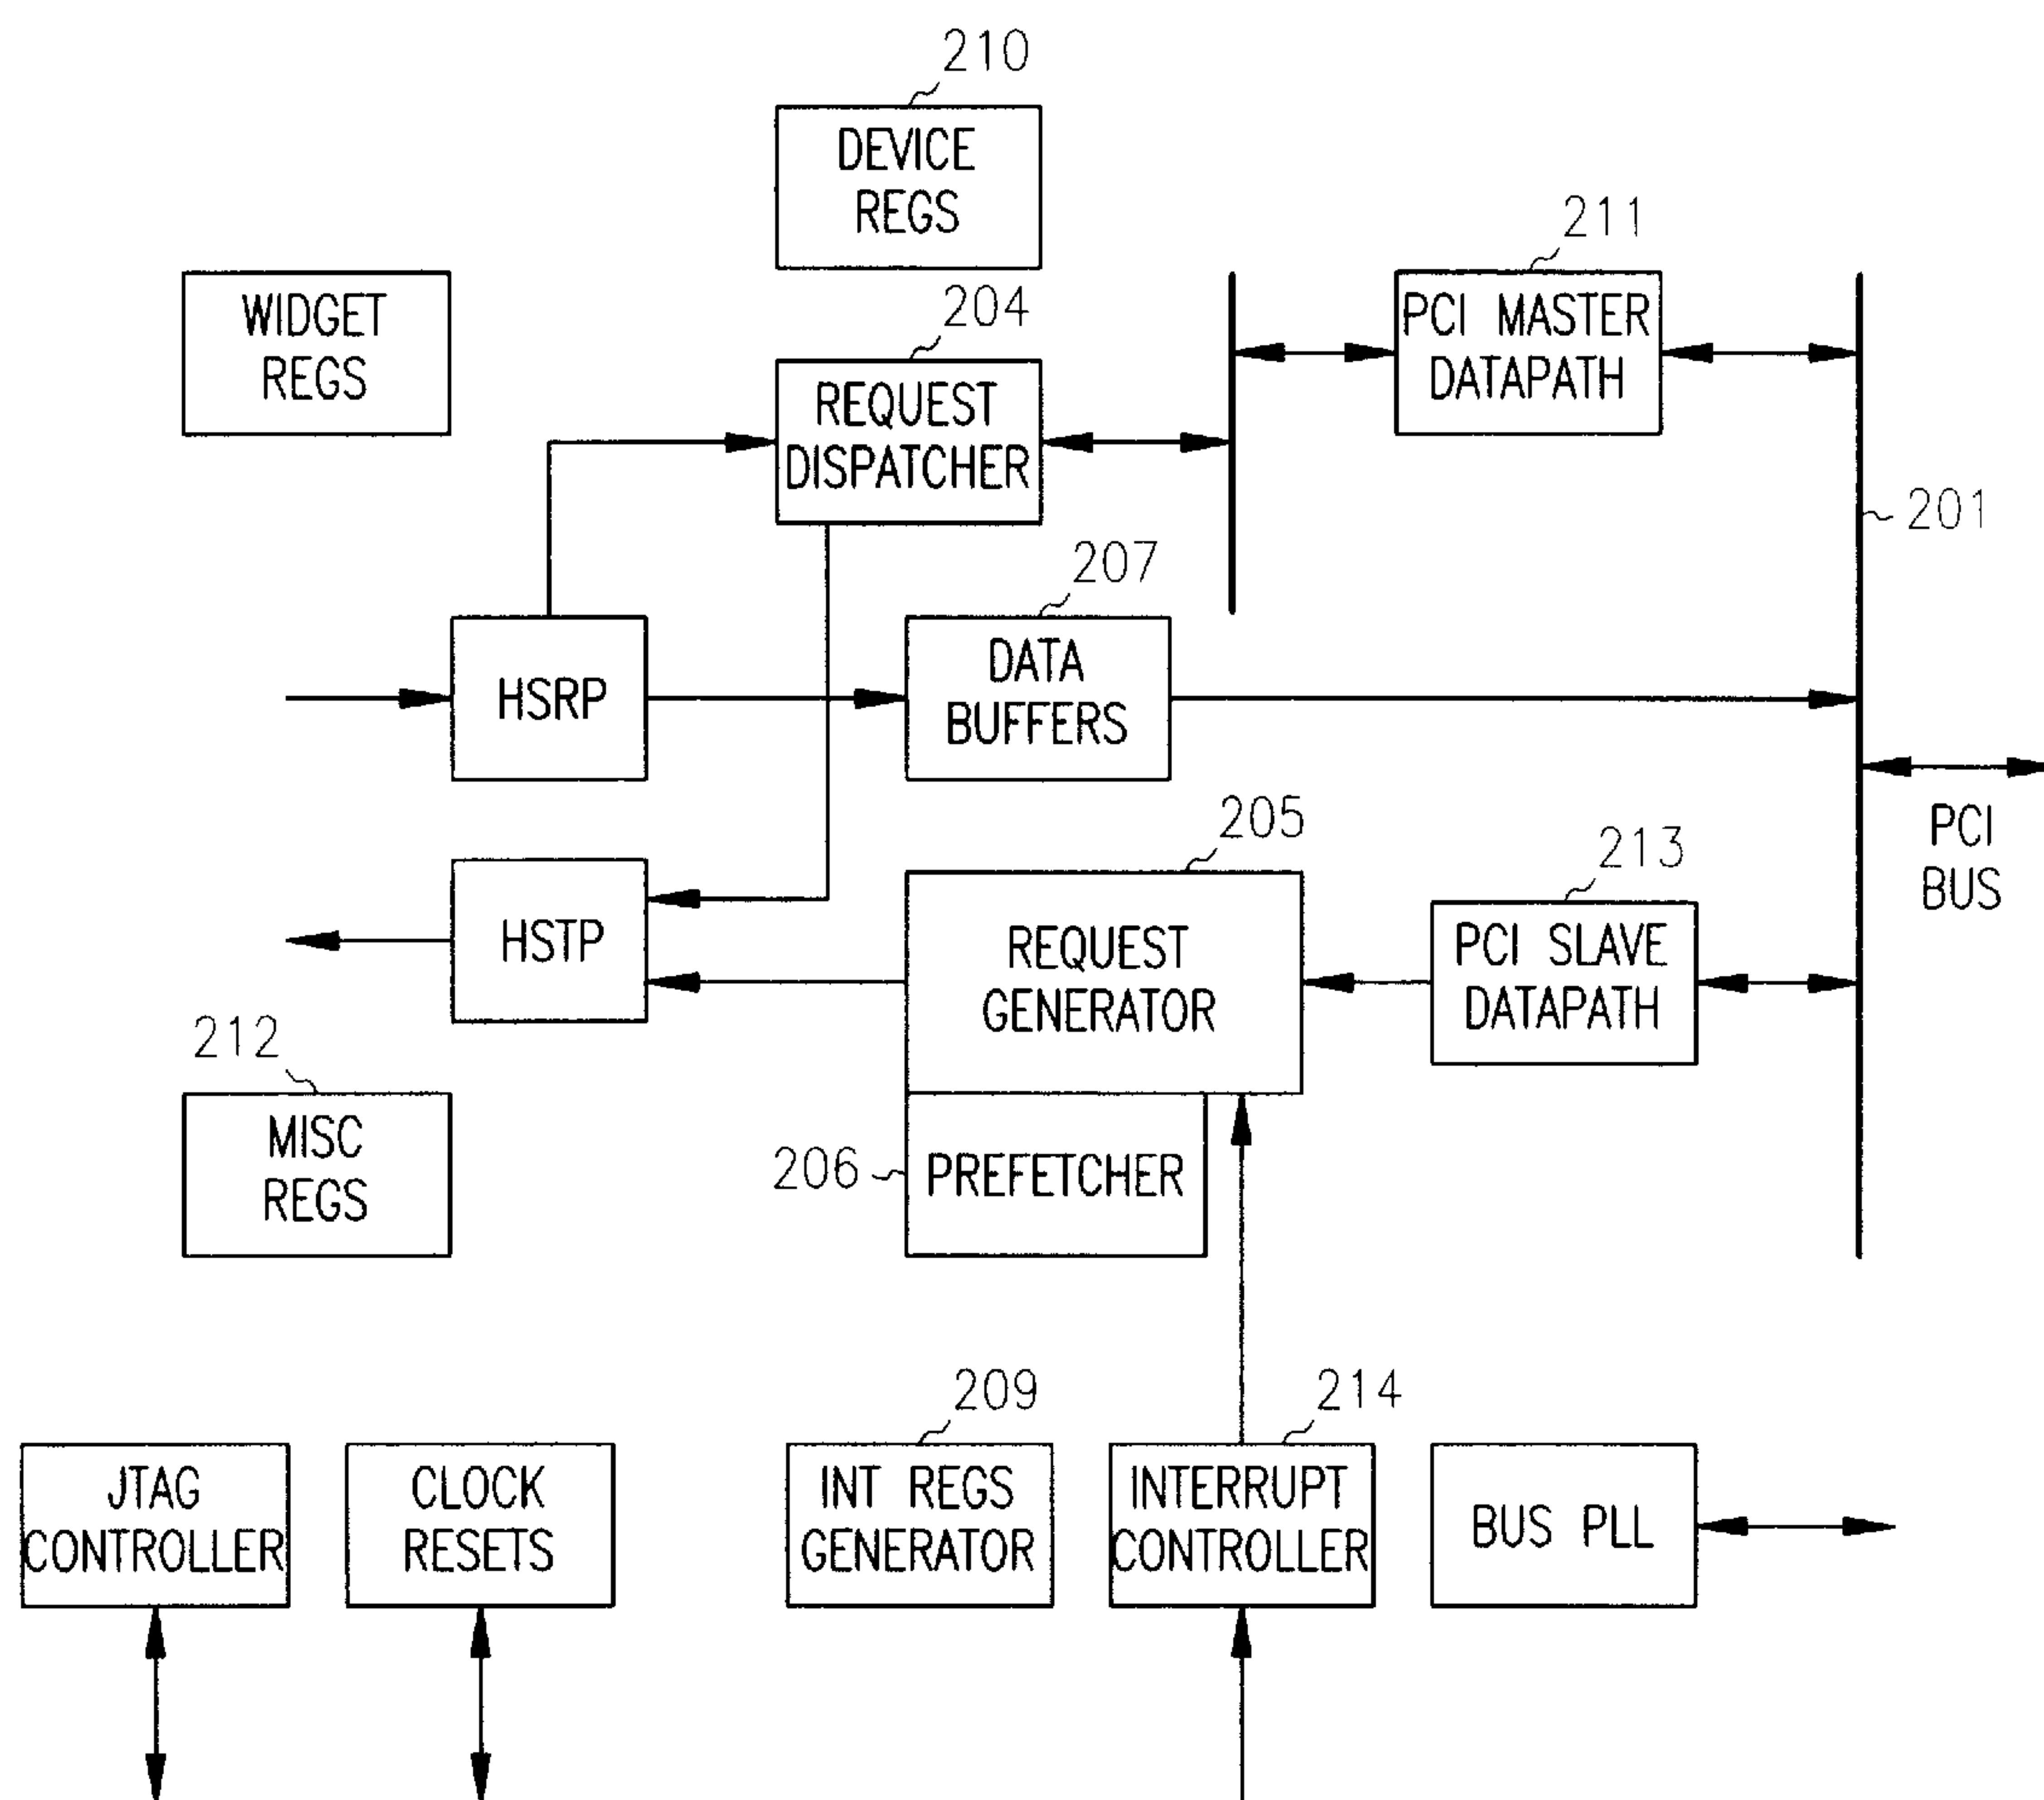 210
DEVICE
REGS
211
WIDGET
REGS
204
PCI MASTER
DATAPATH
REQUEST
DISPATCHER
201
207
HSRP
DATA
BUFFERS
205
213
PCI
BUS
HSTP
REQUEST
GENERATOR
PCI SLAVE
DATAPATH
212
MISC
REGS
206
PREFETCHER
209
214
JTAG
CONTROLLER
CLOCK
RESETS
INT REGS
GENERATOR
INTERRUPT
CONTROLLER
BUS PLL